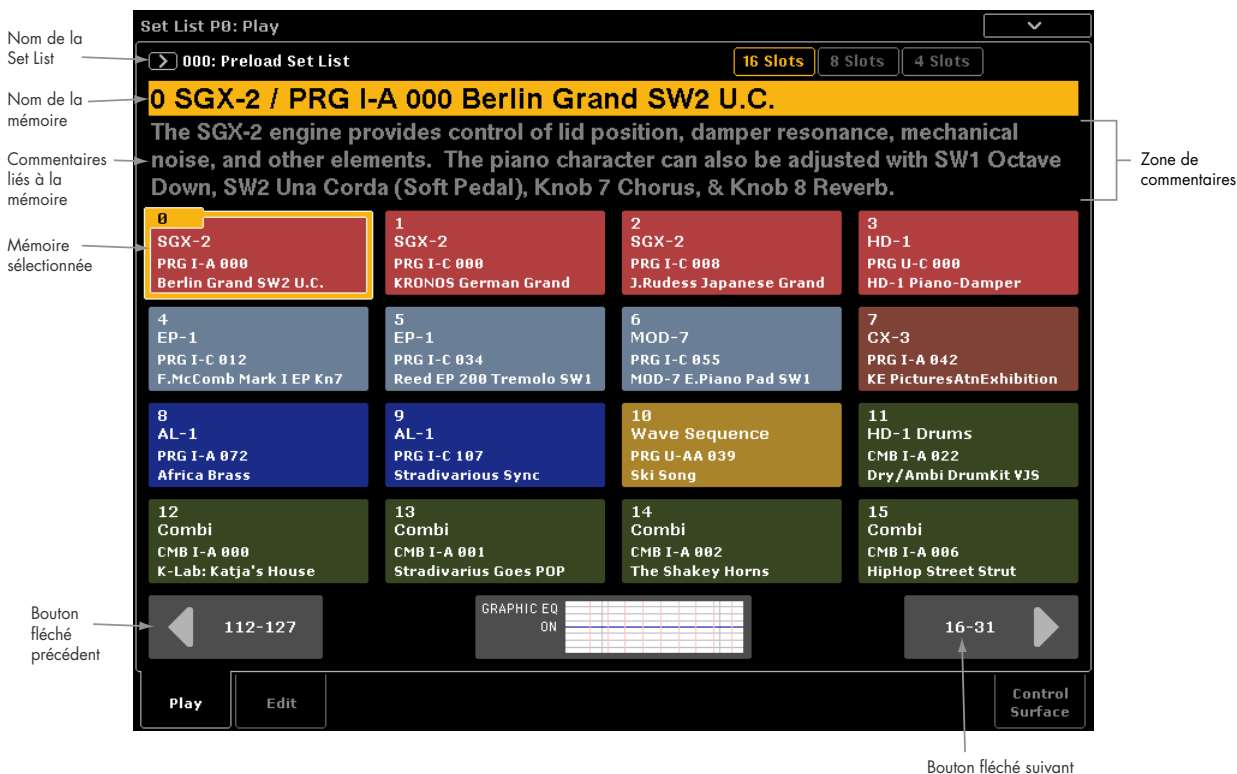 Set List P0: Play
Nom de la
Set List
000: Preload Set List
16 Slots
8 Slots
4 Slots
Nom de la
mémoire
0 SGX-2 / PRG I-A 000 Berlin Grand SW2 U.C.
Commentaires
liés à la
mémoire
The SGX-2 engine provides control of lid position, damper resonance, mechanical
noise, and other elements. The piano character can also be adjusted with SW1 Octave
Down, SW2 Una Corda (Soft Pedal), Knob 7 Chorus, & Knob 8 Reverb.
Zone de
commentaires
Mémoire
sélectionnée
0
SGX-2
PRG I-A 000
Berlin Grand SW2 U.C.
1
SGX-2
PRG I-C 000
KRONOS German Grand
2
SGX-2
PRG I-C 008
J.Rudess Japanese Grand
3
HD-1
PRG U-C 000
HD-1 Piano-Damper
4
EP-1
PRG I-C 012
F.McComb Mark I EP Kn7
5
EP-1
PRG I-C 034
Reed EP 200 Tremolo SW1
6
MOD-7
PRG I-C 055
MOD-7 E.Piano Pad SW1
7
CX-3
PRG I-A 042
KE PicturesAtnExhibition
8
AL-1
PRG I-A 072
Africa Brass
9
AL-1
PRG I-C 107
Stradivarious Sync
10
Wave Sequence
PRG U-AA 039
Ski Song
11
HD-1 Drums
CMB I-A 022
Dry/Ambi DrumKit VJS
12
Combi
CMB I-A 000
K-Lab: Katja's House
13
Combi
CMB I-A 001
Stradivarius Goes POP
14
Combi
CMB I-A 002
The Shakey Horns
15
Combi
CMB I-A 006
HipHop Street Strut
Bouton
fléché
précédent
112-127
GRAPHIC EQ
ON
16-31
Play
Edit
Control
Surface
Bouton fléché suivant